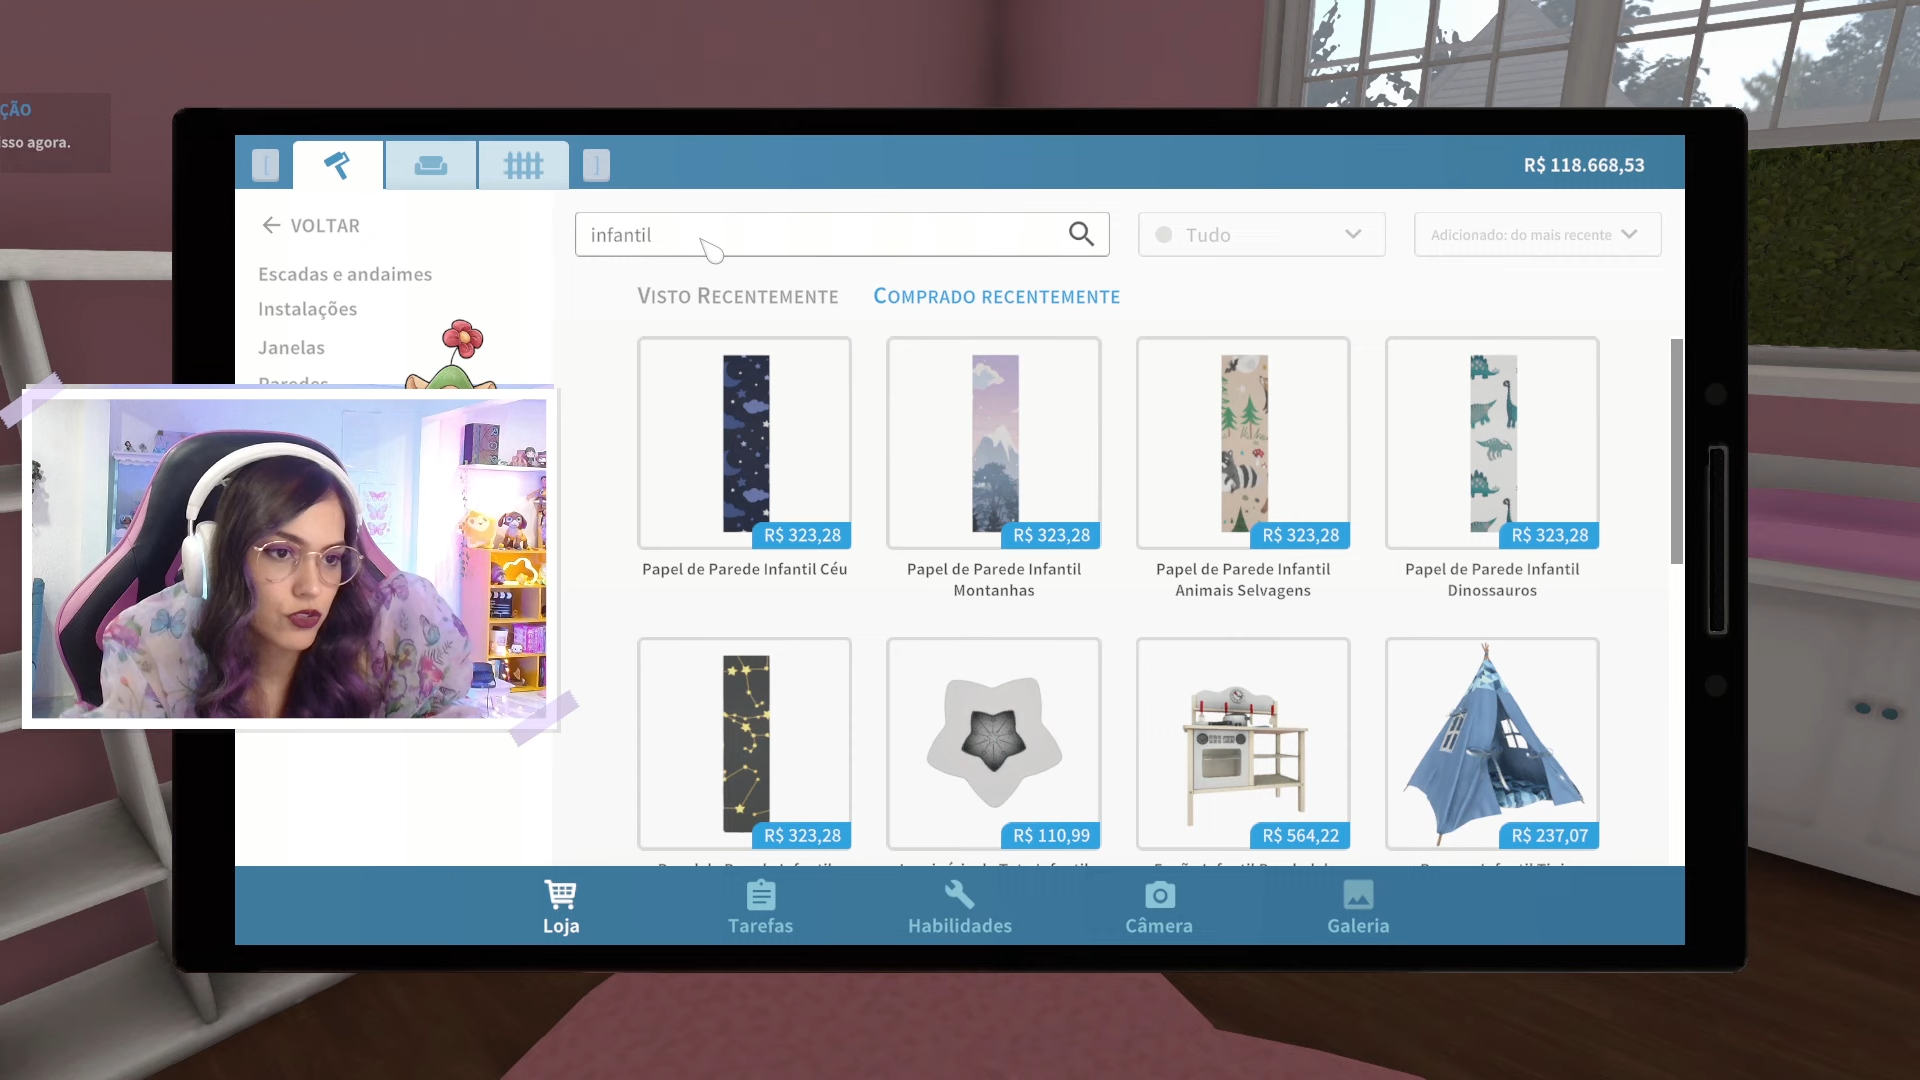 ÇÃO
isso agora.
R$ 118.668,53
VOLTAR
infantil
Tudo
Adicionado: do mais recente
Escadas e andaimes
Instalações
Janelas
Paredes
VISTO RECENTEMENTE
COMPRADO RECENTEMENTE
R$ 323,28
R$ 323,28
R$ 323,28
R$ 323,28
Papel de Parede Infantil Céu
Papel de Parede Infantil
Montanhas
Papel de Parede Infantil
Animais Selvagens
Papel de Parede Infantil
Dinossauros
R$ 323,28
R$ 110,99
R$ 564,22
R$ 237,07
Loja
Tarefas
Habilidades
Câmera
Galeria